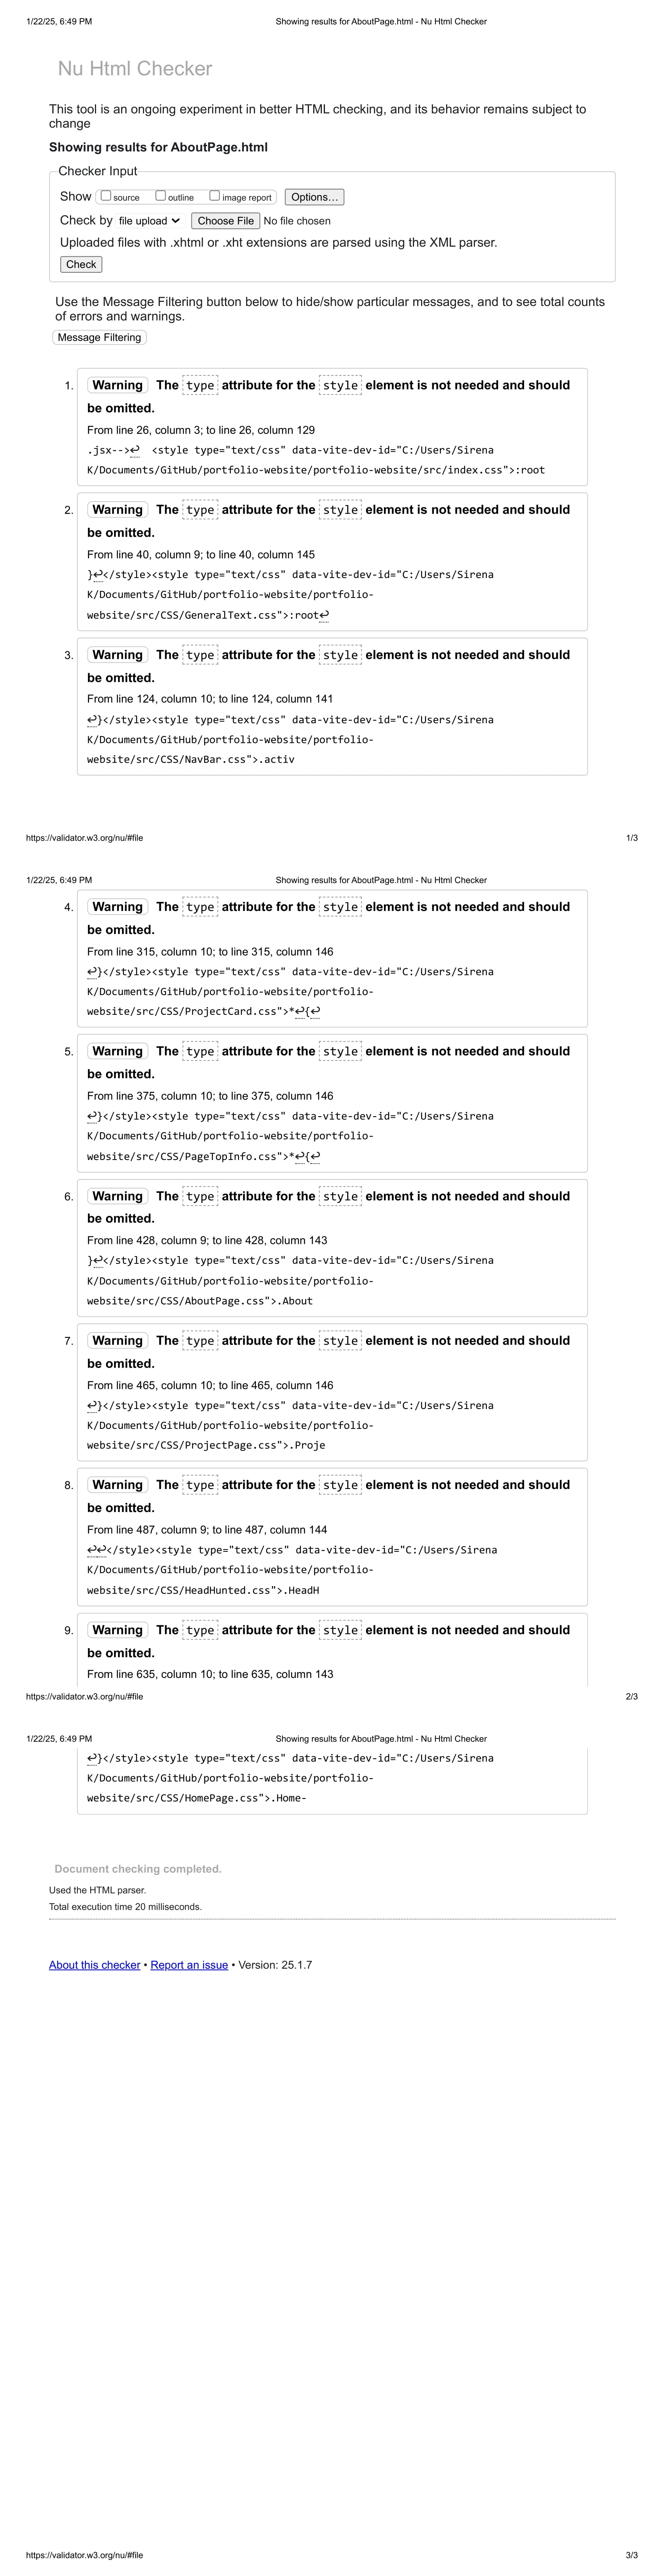 1/22/25, 6:49 PM Showing results for AboutPage.html - Nu Html Checker
Nu Html Checker
This tool is an ongoing experiment in better HTML checking, and its behavior remains subject to
change
Showing results for AboutPage.html
Checker Input
Show source outline image report Options...
Check by file upload Choose File No file chosen
Uploaded files with .xhtml or .xht extensions are parsed using the XML parser.
Check
Use the Message Filtering button below to hide/show particular messages, and to see total counts
of errors and warnings.
Message Filtering
1. Warning The type attribute for the style element is not needed and should
be omitted.
From line 26, column 3; to line 26, column 129
.jsx-->↩ <style type="text/css" data-vite-dev-id="C:/Users/Sirena
K/Documents/GitHub/portfolio-website/portfolio-website/src/index.css">:root
2. Warning The type attribute for the style element is not needed and should
be omitted.
From line 40, column 9; to line 40, column 145
}↩</style><style type="text/css" data-vite-dev-id="C:/Users/Sirena
K/Documents/GitHub/portfolio-website/portfolio-
website/src/CSS/GeneralText.css">:root↩
3. Warning The type attribute for the style element is not needed and should
be omitted.
From line 124, column 10; to line 124, column 141
↩}</style><style type="text/css" data-vite-dev-id="C:/Users/Sirena
K/Documents/GitHub/portfolio-website/portfolio-
website/src/CSS/NavBar.css">.activ
https://validator.w3.org/nu/#file 1/3
1/22/25, 6:49 PM Showing results for AboutPage.html - Nu Html Checker
4. Warning The type attribute for the style element is not needed and should
be omitted.
From line 315, column 10; to line 315, column 146
↩}</style><style type="text/css" data-vite-dev-id="C:/Users/Sirena
K/Documents/GitHub/portfolio-website/portfolio-
website/src/CSS/ProjectCard.css">*↩{↩
5. Warning The type attribute for the style element is not needed and should
be omitted.
From line 375, column 10; to line 375, column 146
↩}</style><style type="text/css" data-vite-dev-id="C:/Users/Sirena
K/Documents/GitHub/portfolio-website/portfolio-
website/src/CSS/PageTopInfo.css">*↩{↩
6. Warning The type attribute for the style element is not needed and should
be omitted.
From line 428, column 9; to line 428, column 143
}↩</style><style type="text/css" data-vite-dev-id="C:/Users/Sirena
K/Documents/GitHub/portfolio-website/portfolio-
website/src/CSS/AboutPage.css">.About
7. Warning The type attribute for the style element is not needed and should
be omitted.
From line 465, column 10; to line 465, column 146
↩}</style><style type="text/css" data-vite-dev-id="C:/Users/Sirena
K/Documents/GitHub/portfolio-website/portfolio-
website/src/CSS/ProjectPage.css">.Proje
8. Warning The type attribute for the style element is not needed and should
be omitted.
From line 487, column 9; to line 487, column 144
↩↩</style><style type="text/css" data-vite-dev-id="C:/Users/Sirena
K/Documents/GitHub/portfolio-website/portfolio-
website/src/CSS/HeadHunted.css">.HeadH
9. Warning The type attribute for the style element is not needed and should
be omitted.
From line 635, column 10; to line 635, column 143
https://validator.w3.org/nu/#file 2/3
1/22/25, 6:49 PM Showing results for AboutPage.html - Nu Html Checker
↩}</style><style type="text/css" data-vite-dev-id="C:/Users/Sirena
K/Documents/GitHub/portfolio-website/portfolio-
website/src/CSS/HomePage.css">.Home-
Document checking completed.
Used the HTML parser.
Total execution time 20 milliseconds.
About this checker • Report an issue • Version: 25.1.7
https://validator.w3.org/nu/#file 3/3